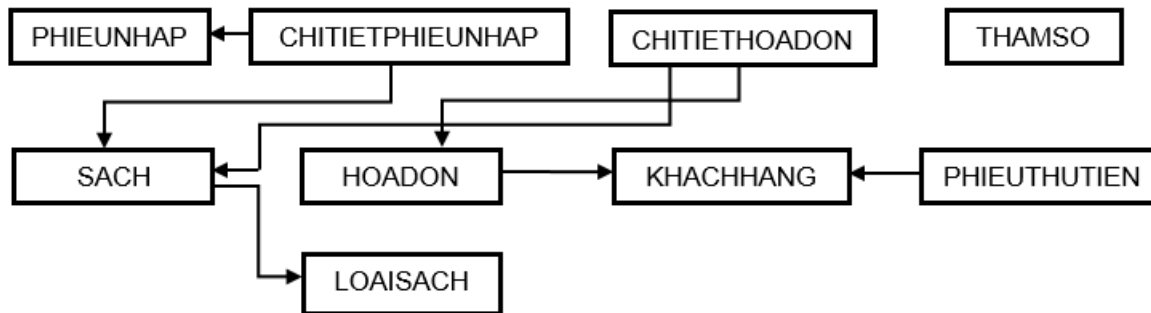 PHIEUNHAP
CHITIETPHIEUNHAP
CHITIETHOADON
THAMSO
SACH
HOADON
KHACHHANG
PHIEUTHUTIEN
LOAISACH